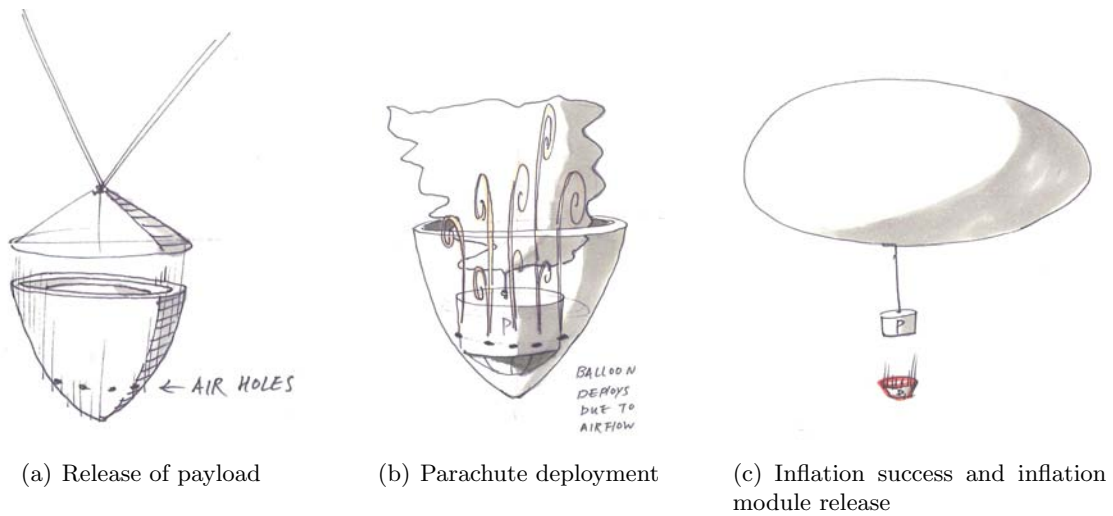 ← AIR HOLES
P
BALLOON
DEPLOYS
DUE TO
AIRFLOW
P
(a) Release of payload
(b) Parachute deployment
(c) Inflation success and inflation
module release